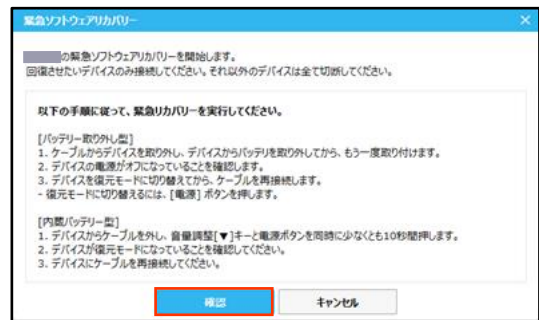 緊急ソフトウェアリカバリー
の緊急ソフトウェアリカバリーを開始します。
回復させたいデバイスのみ接続してください。それ以外のデバイスは全て切断してください。
以下の手順に従って、緊急リカバリーを実行してください。
[バッテリー取り外し型]
1. ケーブルからデバイスを取り外し、デバイスからバッテリを取り外してから、もう一度取り付けます。
2. デバイスの電源がオフになっていることを確認します。
3. デバイスを復元モードに切り替えてから、ケーブルを再接続します。
- 復元モードに切り替えるには、[電源] ボタンを押します。
[内蔵バッテリー型]
1. デバイスからケーブルを外し、音量調整[▼]キーと電源ボタンを同時に少なくとも10秒間押します。
2. デバイスが復元モードになっていることを確認してください。
3. デバイスにケーブルを再接続してください。
確認 キャンセル